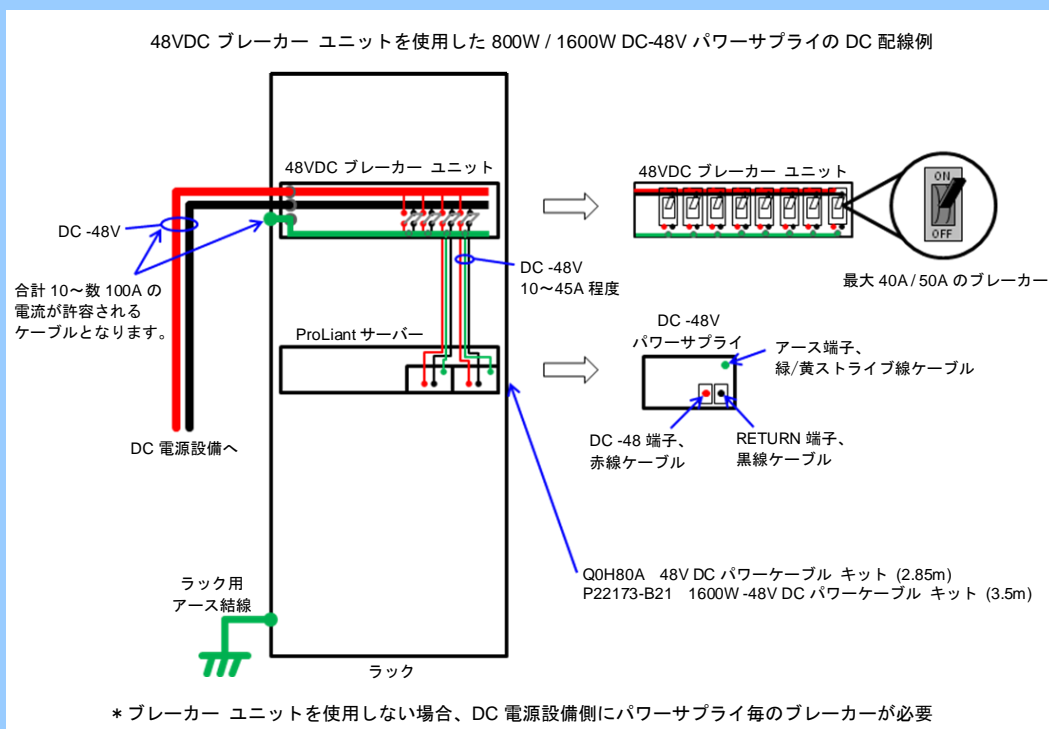 48VDC ブレーカー ユニットを使用した 800W / 1600W DC-48V パワーサプライの DC 配線例
48VDC ブレーカー ユニット
48VDC ブレーカー ユニット
ON
OFF
DC -48V
DC -48V
10～45A 程度
最大 40A / 50A のブレーカー
合計 10～数 100A の
電流が許容される
ケーブルとなります。
ProLiant サーバー
DC -48V
パワーサプライ
アース端子、
緑/黄ストライブ線ケーブル
DC 電源設備へ
DC -48 端子、
赤線ケーブル
RETURN 端子、
黒線ケーブル
Q0H80A 48V DC パワーケーブル キット (2.85m)
P22173-B21 1600W -48V DC パワーケーブル キット (3.5m)
ラック用
アース結線
ラック
* ブレーカー ユニットを使用しない場合、DC 電源設備側にパワーサプライ毎のブレーカーが必要